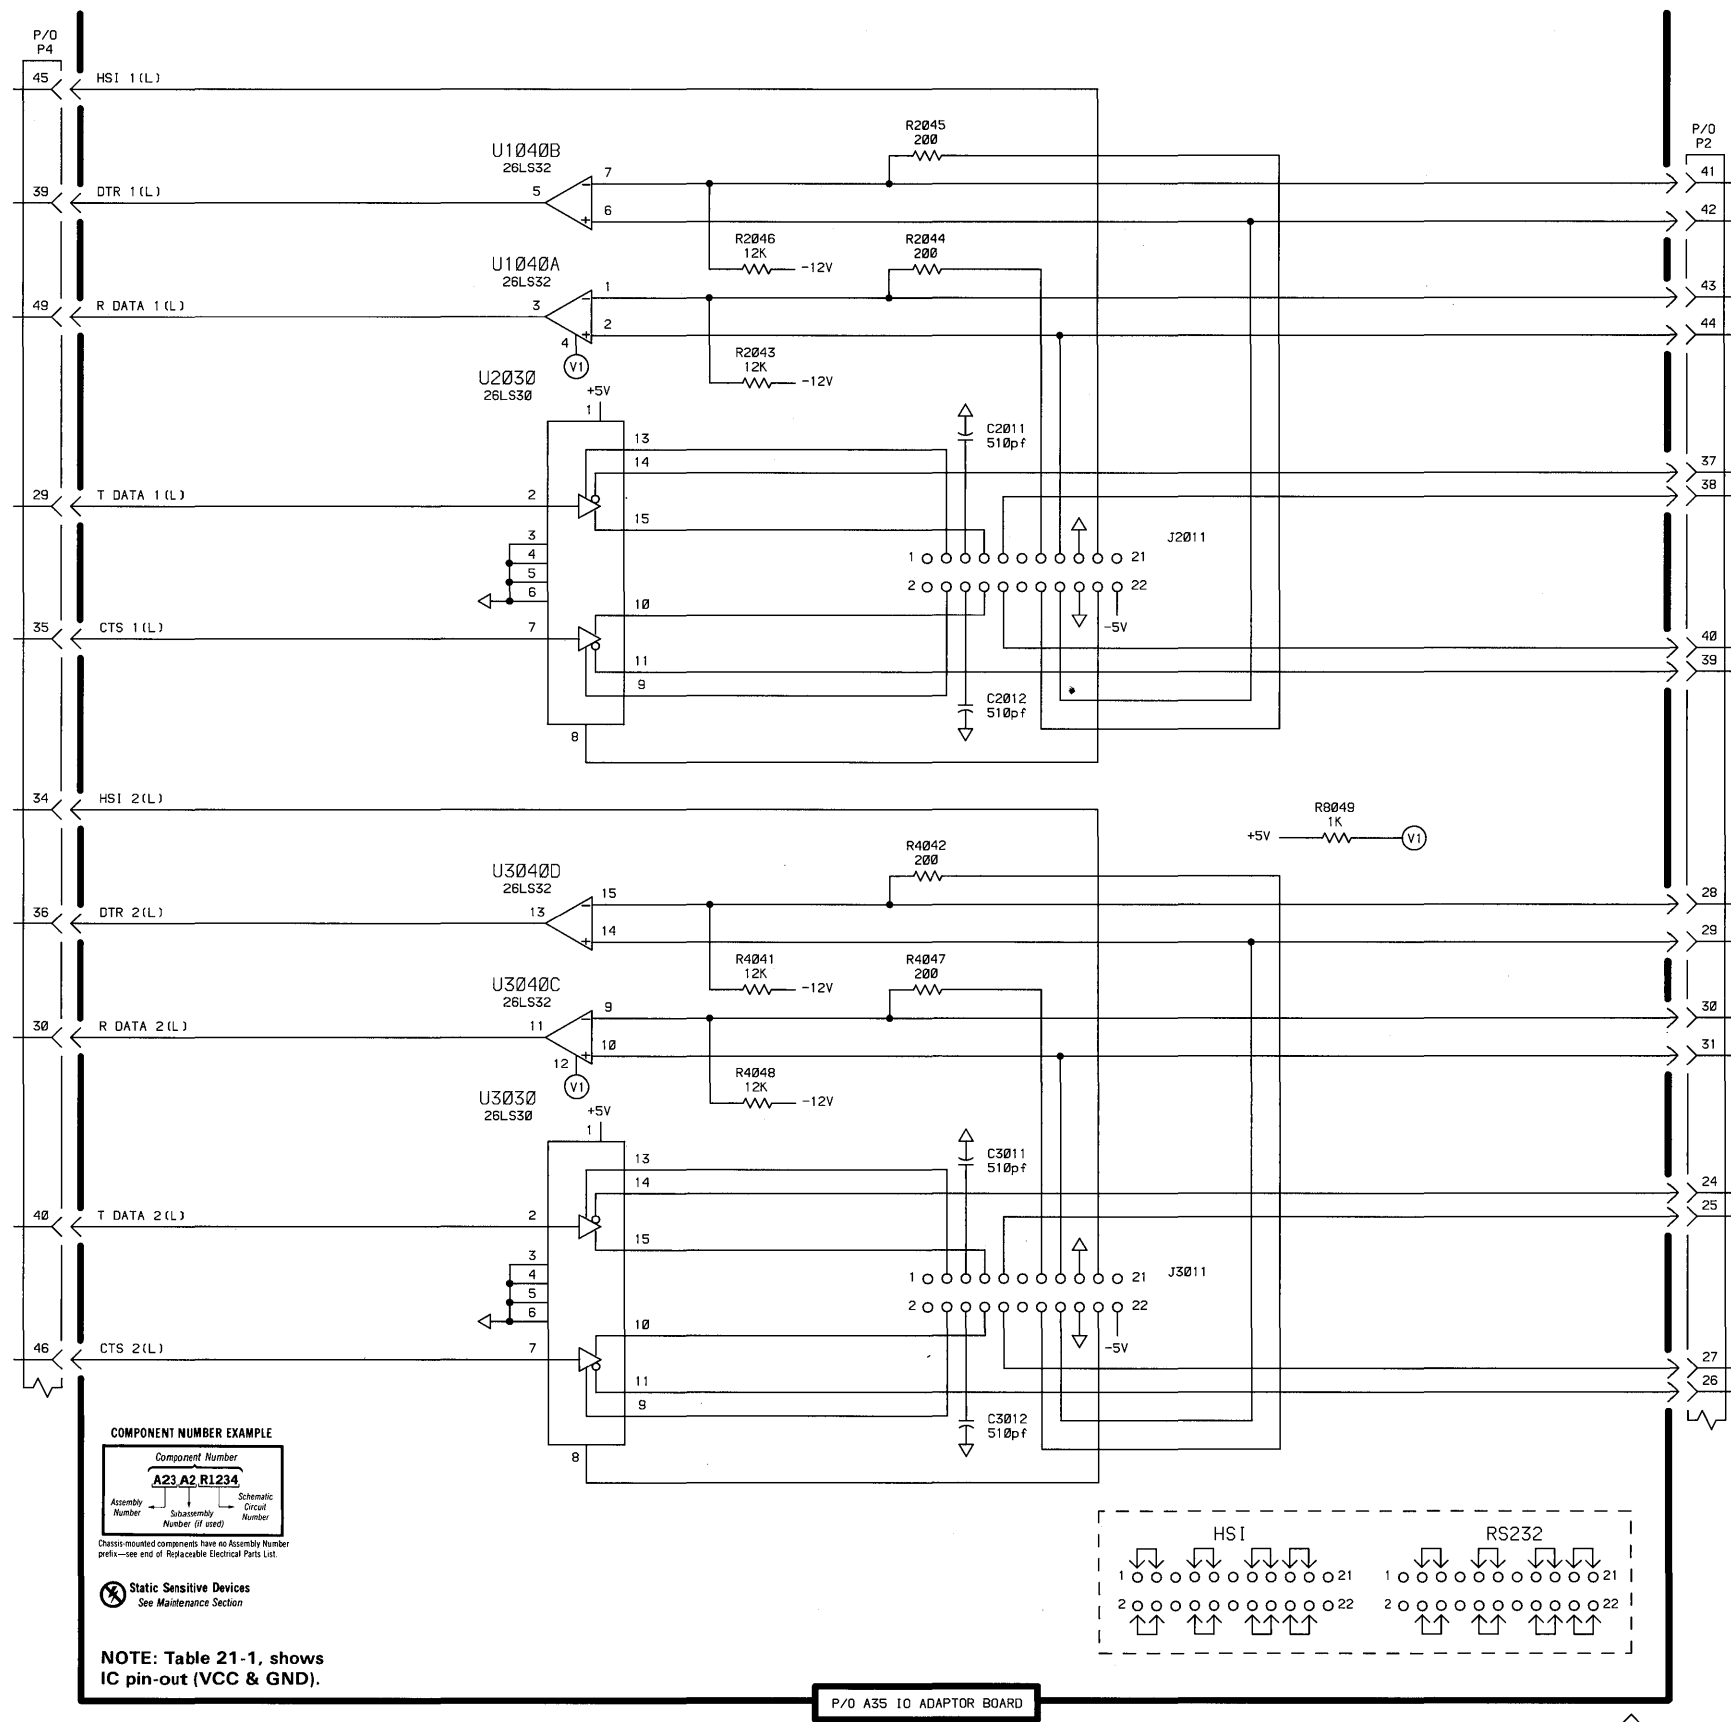 P/O
P4
P/O
P2
45
HSI 1(L)
R2045
200
U1040B
26LS32
7
41
39
DTR 1(L)
5
6
42
R2046
12K
-12V
R2044
200
U1040A
26LS32
1
43
49
R DATA 1(L)
3
2
44
4
V1
R2043
12K
-12V
U2030
26LS30
+5V
1
C2011
510pf
13
14
37
29
T DATA 1(L)
2
38
15
3
4
5
6
J2011
1
21
2
22
10
-5V
35
CTS 1(L)
7
40
11
39
9
C2012
510pf
8
34
HSI 2(L)
R8049
1K
+5V
V1
R4042
200
U3040D
26LS32
15
28
36
DTR 2(L)
13
14
29
R4041
12K
-12V
R4047
200
U3040C
26LS32
9
30
30
R DATA 2(L)
11
10
31
12
V1
R4048
12K
-12V
U3030
26LS30
+5V
1
C3011
510pf
13
14
24
40
T DATA 2(L)
2
25
15
3
4
5
6
J3011
1
21
2
22
10
-5V
46
CTS 2(L)
7
27
11
26
9
C3012
510pf
8
COMPONENT NUMBER EXAMPLE
Component Number
A23 A2 R1234
Assembly
Number
Subassembly
Number (if used)
Schematic
Circuit
Number
Chassis-mounted components have no Assembly Number
prefix—see end of Replaceable Electrical Parts List.
Static Sensitive Devices
See Maintenance Section
HSI
1
21
2
22
RS232
1
21
2
22
NOTE: Table 21-1, shows
IC pin-out (VCC & GND).
P/O A35 IO ADAPTOR BOARD